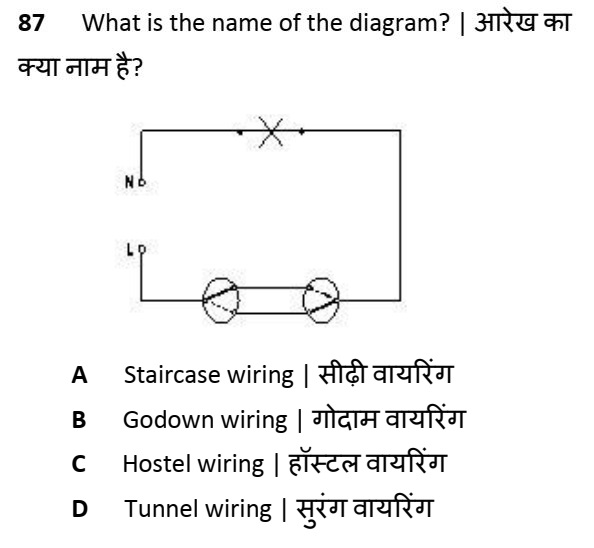 87 What is the name of the diagram? | आरेख का
क्या नाम है?
N
L
A Staircase wiring | सीढ़ी वायरिंग
B Godown wiring | गोदाम वायरिंग
C Hostel wiring | हॉस्टल वायरिंग
D Tunnel wiring | सुरंग वायरिंग